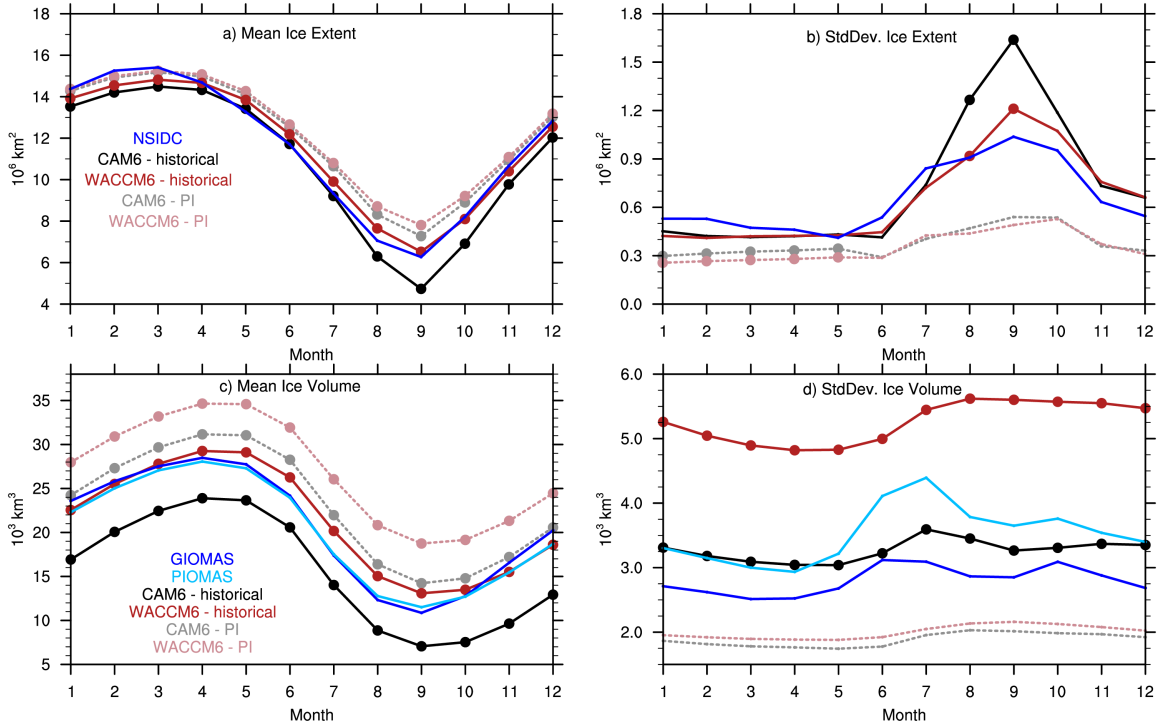 a) Mean Ice Extent
18
16
14
12
10
8
6
4
10⁶ km²
NSIDC
CAM6 - historical
WACCM6 - historical
CAM6 - PI
WACCM6 - PI
1 2 3 4 5 6 7 8 9 10 11 12
Month
b) StdDev. Ice Extent
1.8
1.5
1.2
0.9
0.6
0.3
0.0
10⁶ km²
1 2 3 4 5 6 7 8 9 10 11 12
Month
c) Mean Ice Volume
35
30
25
20
15
10
5
10³ km³
GIOMAS
PIOMAS
CAM6 - historical
WACCM6 - historical
CAM6 - PI
WACCM6 - PI
1 2 3 4 5 6 7 8 9 10 11 12
Month
d) StdDev. Ice Volume
6.0
5.0
4.0
3.0
2.0
10³ km³
1 2 3 4 5 6 7 8 9 10 11 12
Month